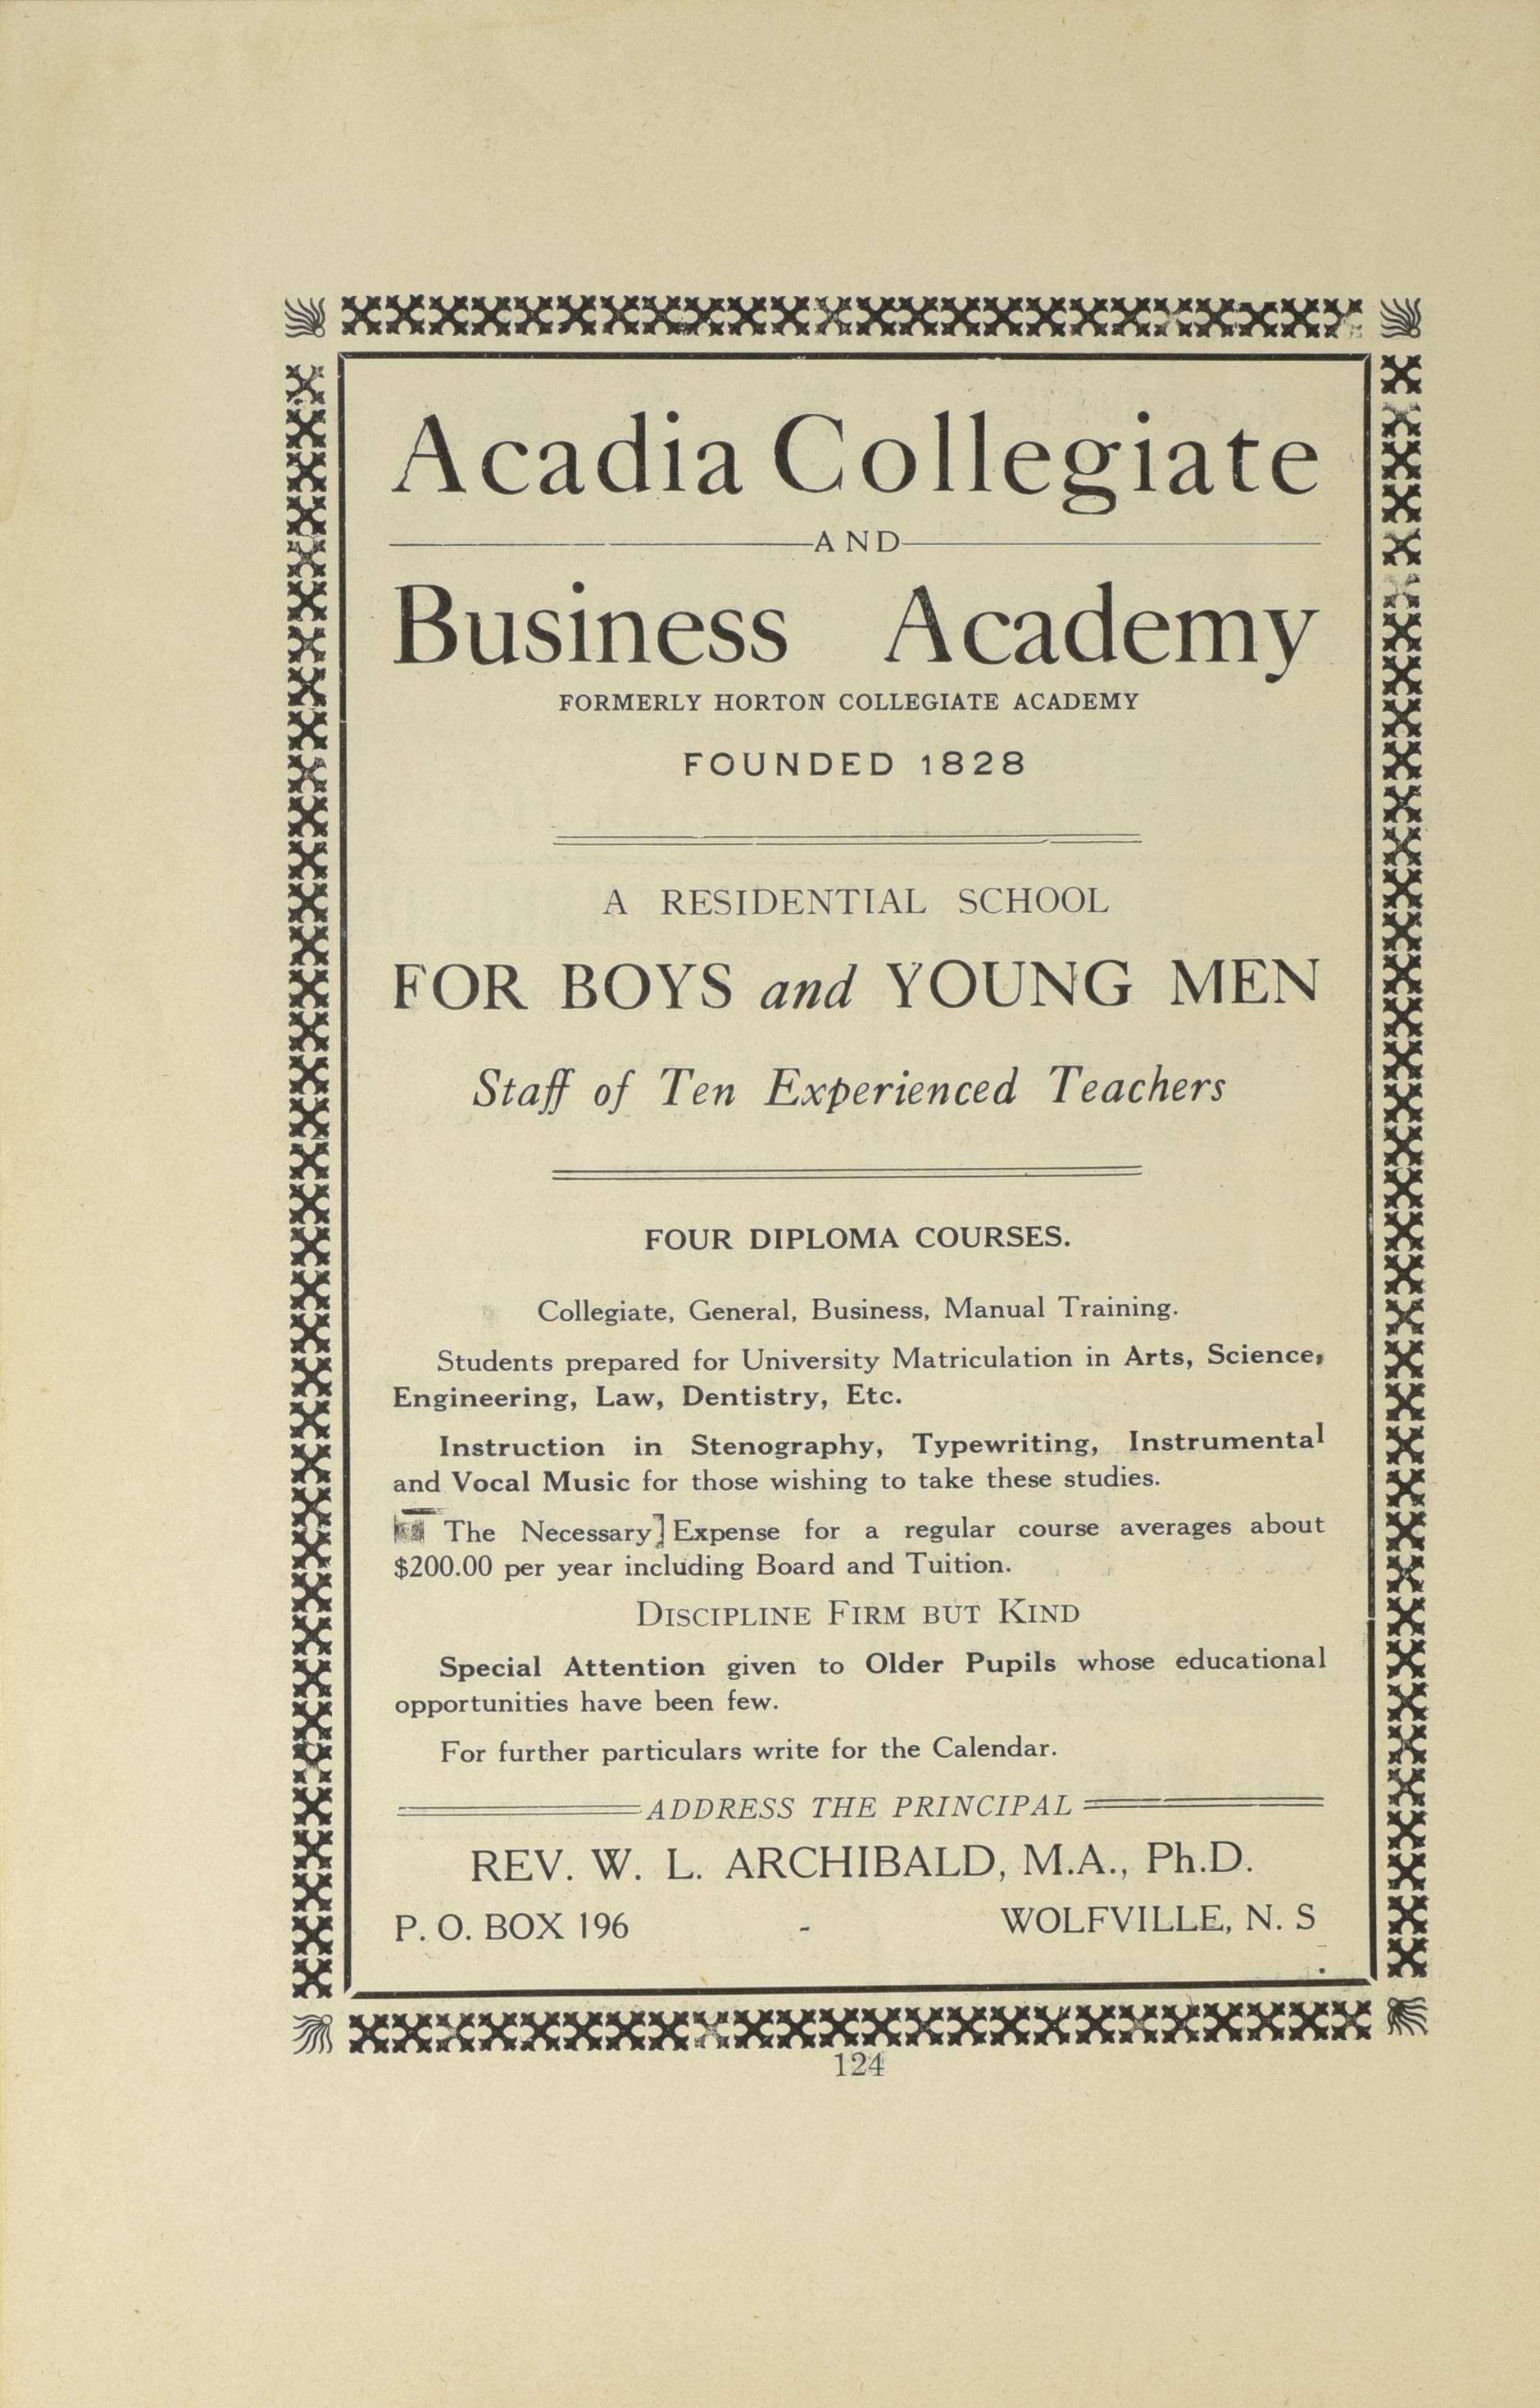 Acadia Collegiate
AND
Business Academy
FORMERLY HORTON COLLEGIATE ACADEMY
FOUNDED 1828
A RESIDENTIAL SCHOOL
FOR BOYS and YOUNG MEN
Staff of Ten Experienced Teachers
FOUR DIPLOMA COURSES.
Collegiate, General, Business, Manual Training.
Students prepared for University Matriculation in Arts, Science,
Engineering, Law, Dentistry, Etc.
Instruction in Stenography, Typewriting, Instrumental
and Vocal Music for those wishing to take these studies.
The Necessary] Expense for a regular course averages about
$200.00 per year including Board and Tuition.
DISCIPLINE FIRM BUT KIND
Special Attention given to Older Pupils whose educational
opportunities have been few.
For further particulars write for the Calendar.
ADDRESS THE PRINCIPAL
REV. W. L. ARCHIBALD, M.A., Ph.D.
P. O. BOX 196 - WOLFVILLE, N. S.
124